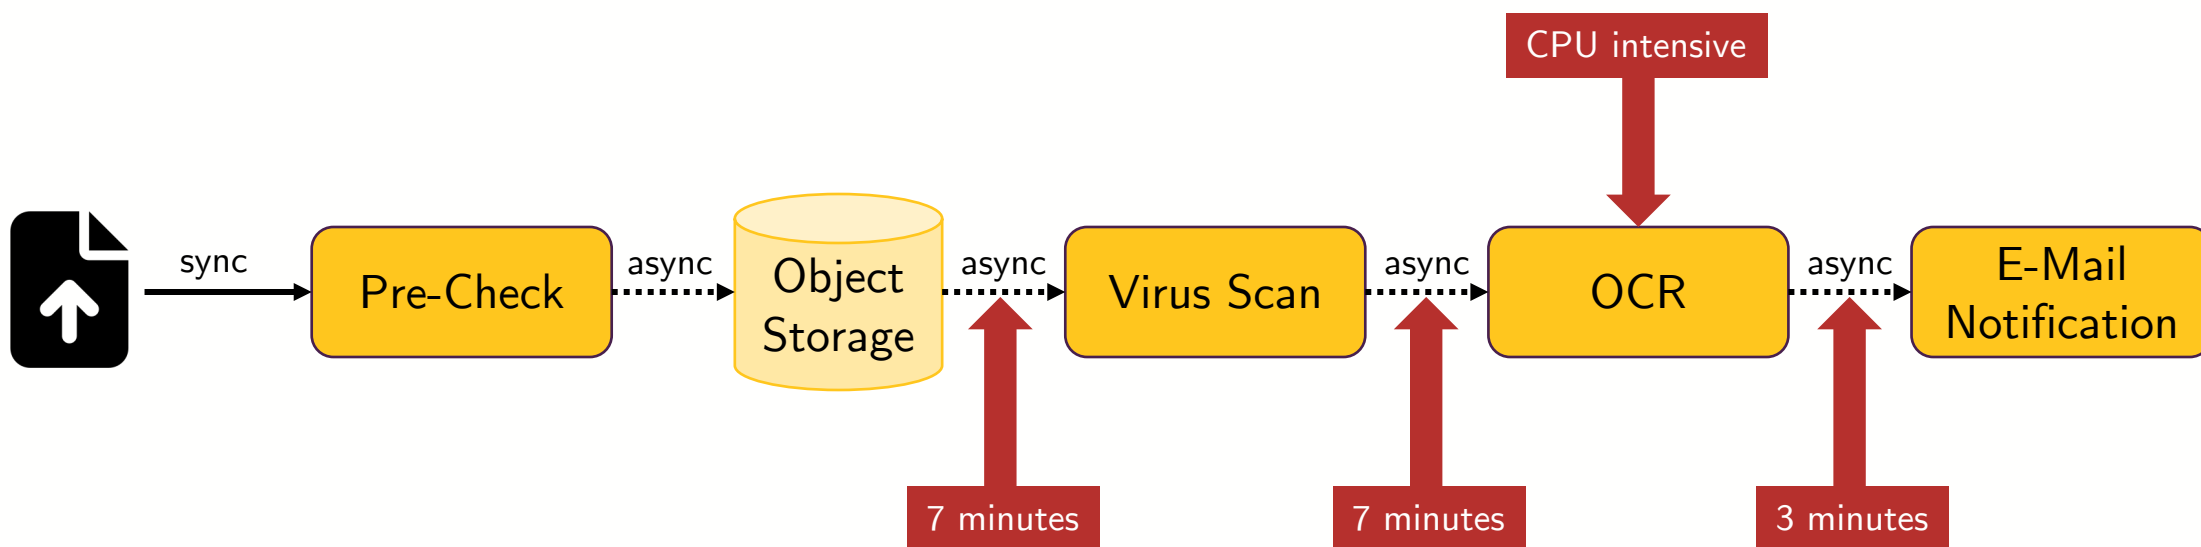 CPU intensive
sync
Pre-Check
async
Object
Storage
async
Virus Scan
async
OCR
async
E-Mail
Notification
7 minutes
7 minutes
3 minutes